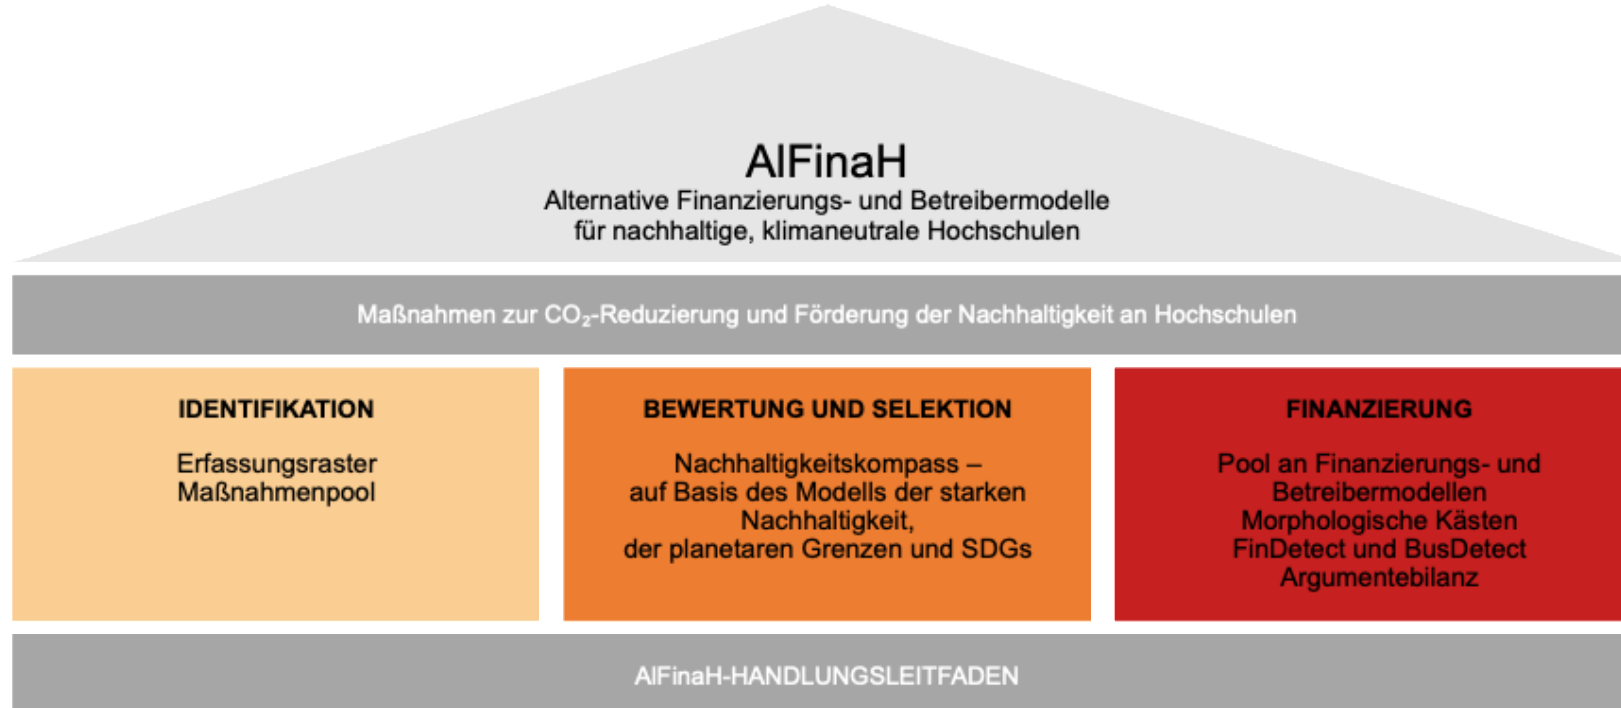 AlFinaH
Alternative Finanzierungs- und Betreibermodelle
für nachhaltige, klimaneutrale Hochschulen
Maßnahmen zur CO₂-Reduzierung und Förderung der Nachhaltigkeit an Hochschulen
IDENTIFIKATION
Erfassungsraster
Maßnahmenpool
BEWERTUNG UND SELEKTION
Nachhaltigkeitskompass –
auf Basis des Modells der starken
Nachhaltigkeit,
der planetaren Grenzen und SDGs
FINANZIERUNG
Pool an Finanzierungs- und
Betreibermodellen
Morphologische Kästen
FinDetect und BusDetect
Argumentebilanz
AlFinaH-HANDLUNGSLEITFADEN